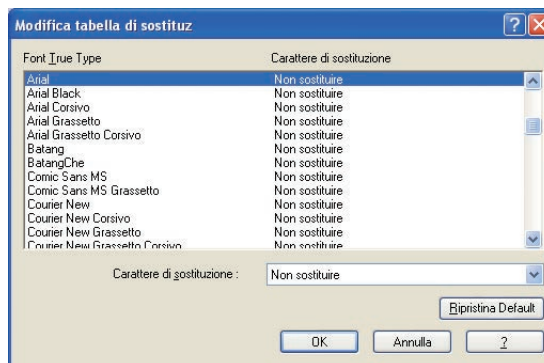 Modifica tabella di sostituz
Font True Type Carattere di sostituzione
Arial Non sostituire
Arial Black Non sostituire
Arial Corsivo Non sostituire
Arial Grassetto Non sostituire
Arial Grassetto Corsivo Non sostituire
Batang Non sostituire
BatangChe Non sostituire
Comic Sans MS Non sostituire
Comic Sans MS Grassetto Non sostituire
Courier New Non sostituire
Courier New Corsivo Non sostituire
Courier New Grassetto Non sostituire
Courier New Grassetto Corsivo Non sostituire
Carattere di sostituzione : Non sostituire
Ripristina Default
OK Annulla ?